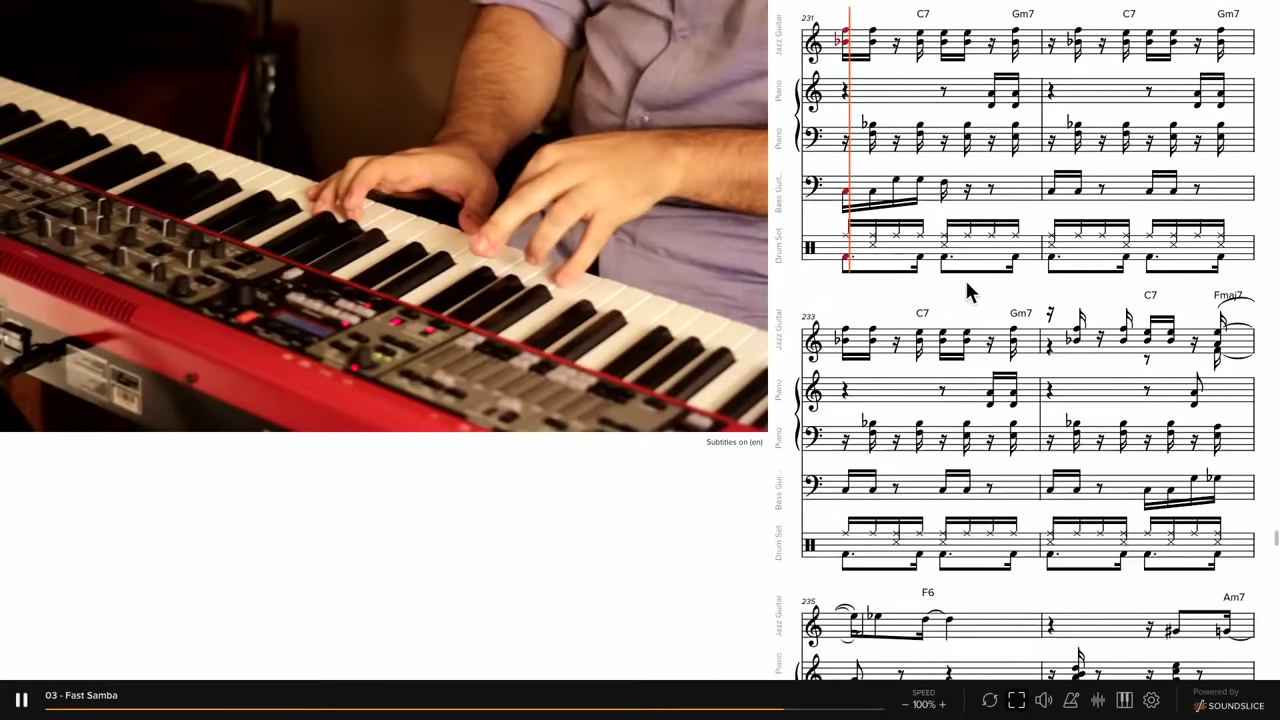 231
C7
Gm7
C7
Gm7
Jazz Guitar
Piano
Piano
Bass Guit...
Drum Set
Subtitles on (en)
233
C7
Gm7
C7
Fmaj7
Jazz Guitar
Piano
Piano
Bass Gui...
Drum Set
235
F6
Am7
Jazz Guitar
Piano
03 - Fast Samba
SPEED
− 100% +
Powered by
SOUNDSLICE